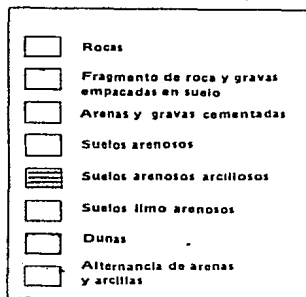 Rocas
Fragmento de roca y gravas
empacadas en suelo
Arenas y gravas cementadas
Suelos arenosos
Suelos arenosos arcillosos
Suelos limo arenosos
Dunas
Alternancia de arenas
y arcillas